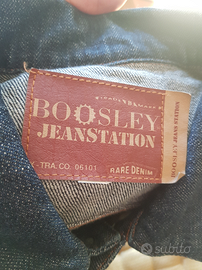 BOOSLEY
JEANSTATION
TRA. CO. 06101 RARE DENIM
BOOSLEY JEANS STATION
subito